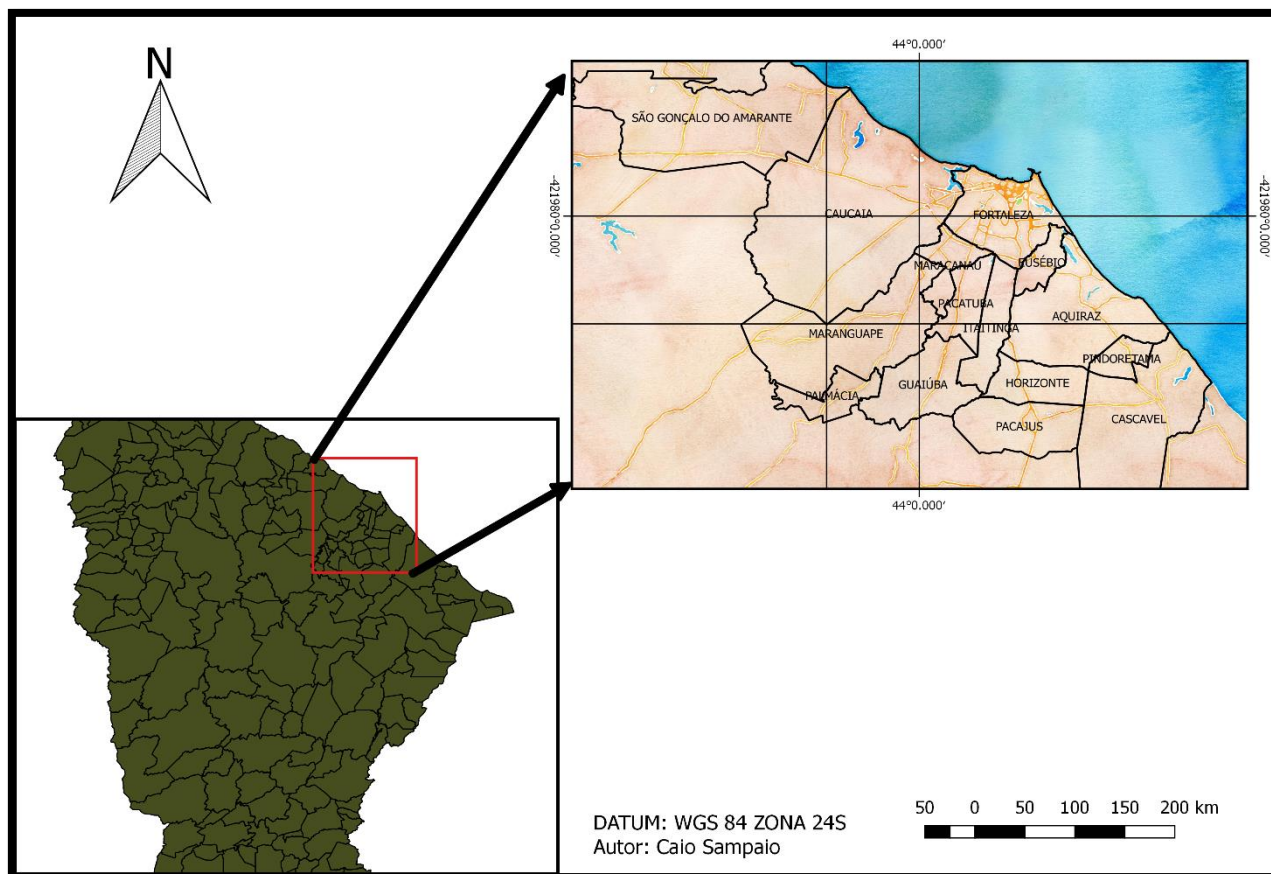 N
44°0.000'
SÃO GONÇALO DO AMARANTE
-421980°0.000'
-421980°0.000'
CAUCAIA
FORTALEZA
MARACANAÚ
EUSÉBIO
PACATUBA
AQUIRAZ
ITAITINGA
MARANGUAPE
PINDORETAMA
GUAIÚBA
HORIZONTE
PALMÁCIA
CASCAVEL
PACAJUS
44°0.000'
50 0 50 100 150 200 km
DATUM: WGS 84 ZONA 24S
Autor: Caio Sampaio